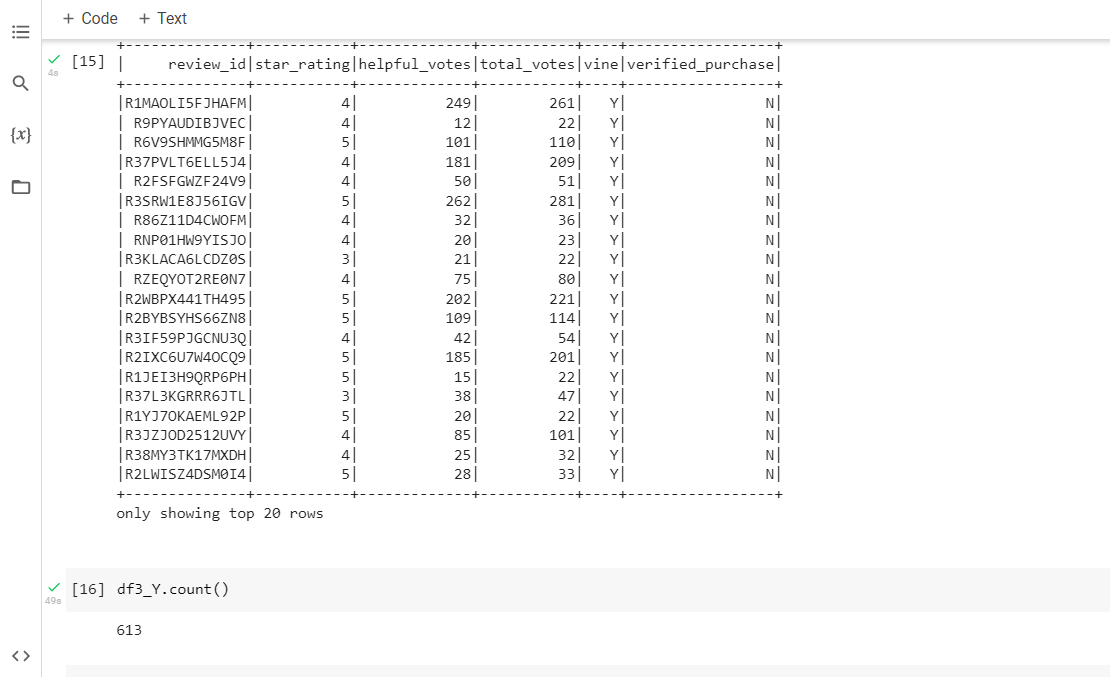 + Code + Text
[15]
4s
+--------------+-----------+-------------+-----------+----+-----------------+
|     review_id|star_rating|helpful_votes|total_votes|vine|verified_purchase|
+--------------+-----------+-------------+-----------+----+-----------------+
|R1MAOLI5FJHAFM|          4|          249|        261|   Y|                N|
| R9PYAUDIBJVEC|          4|           12|         22|   Y|                N|
| R6V9SHMMG5M8F|          5|          101|        110|   Y|                N|
|R37PVLT6ELL5J4|          4|          181|        209|   Y|                N|
| R2FSFGWZF24V9|          4|           50|         51|   Y|                N|
|R3SRW1E8J56IGV|          5|          262|        281|   Y|                N|
| R86Z11D4CWOFM|          4|           32|         36|   Y|                N|
| RNP01HW9YISJO|          4|           20|         23|   Y|                N|
|R3KLACA6LCDZ0S|          3|           21|         22|   Y|                N|
| RZEQYOT2RE0N7|          4|           75|         80|   Y|                N|
|R2WBPX441TH495|          5|          202|        221|   Y|                N|
|R2BYBSYHS66ZN8|          5|          109|        114|   Y|                N|
|R3IF59PJGCNU3Q|          4|           42|         54|   Y|                N|
|R2IXC6U7W4OCQ9|          5|          185|        201|   Y|                N|
|R1JEI3H9QRP6PH|          5|           15|         22|   Y|                N|
|R37L3KGRRR6JTL|          3|           38|         47|   Y|                N|
|R1YJ7OKAEML92P|          5|           20|         22|   Y|                N|
|R3JZJOD2512UVY|          4|           85|        101|   Y|                N|
|R38MY3TK17MXDH|          4|           25|         32|   Y|                N|
|R2LWISZ4DSM0I4|          5|           28|         33|   Y|                N|
+--------------+-----------+-------------+-----------+----+-----------------+
only showing top 20 rows
[16] df3_Y.count()
49s
613
{x}
<>